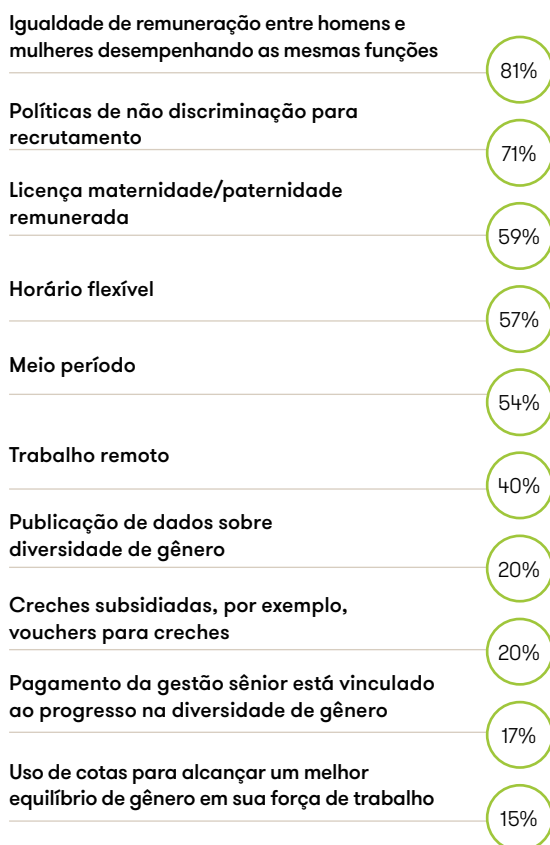 Igualdade de remuneração entre homens e
mulheres desempenhando as mesmas funções
81%
Políticas de não discriminação para
recrutamento
71%
Licença maternidade/paternidade
remunerada
59%
Horário flexível
57%
Meio período
54%
Trabalho remoto
40%
Publicação de dados sobre
diversidade de gênero
20%
Creches subsidiadas, por exemplo,
vouchers para creches
20%
Pagamento da gestão sênior está vinculado
ao progresso na diversidade de gênero
17%
Uso de cotas para alcançar um melhor
equilíbrio de gênero em sua força de trabalho
15%